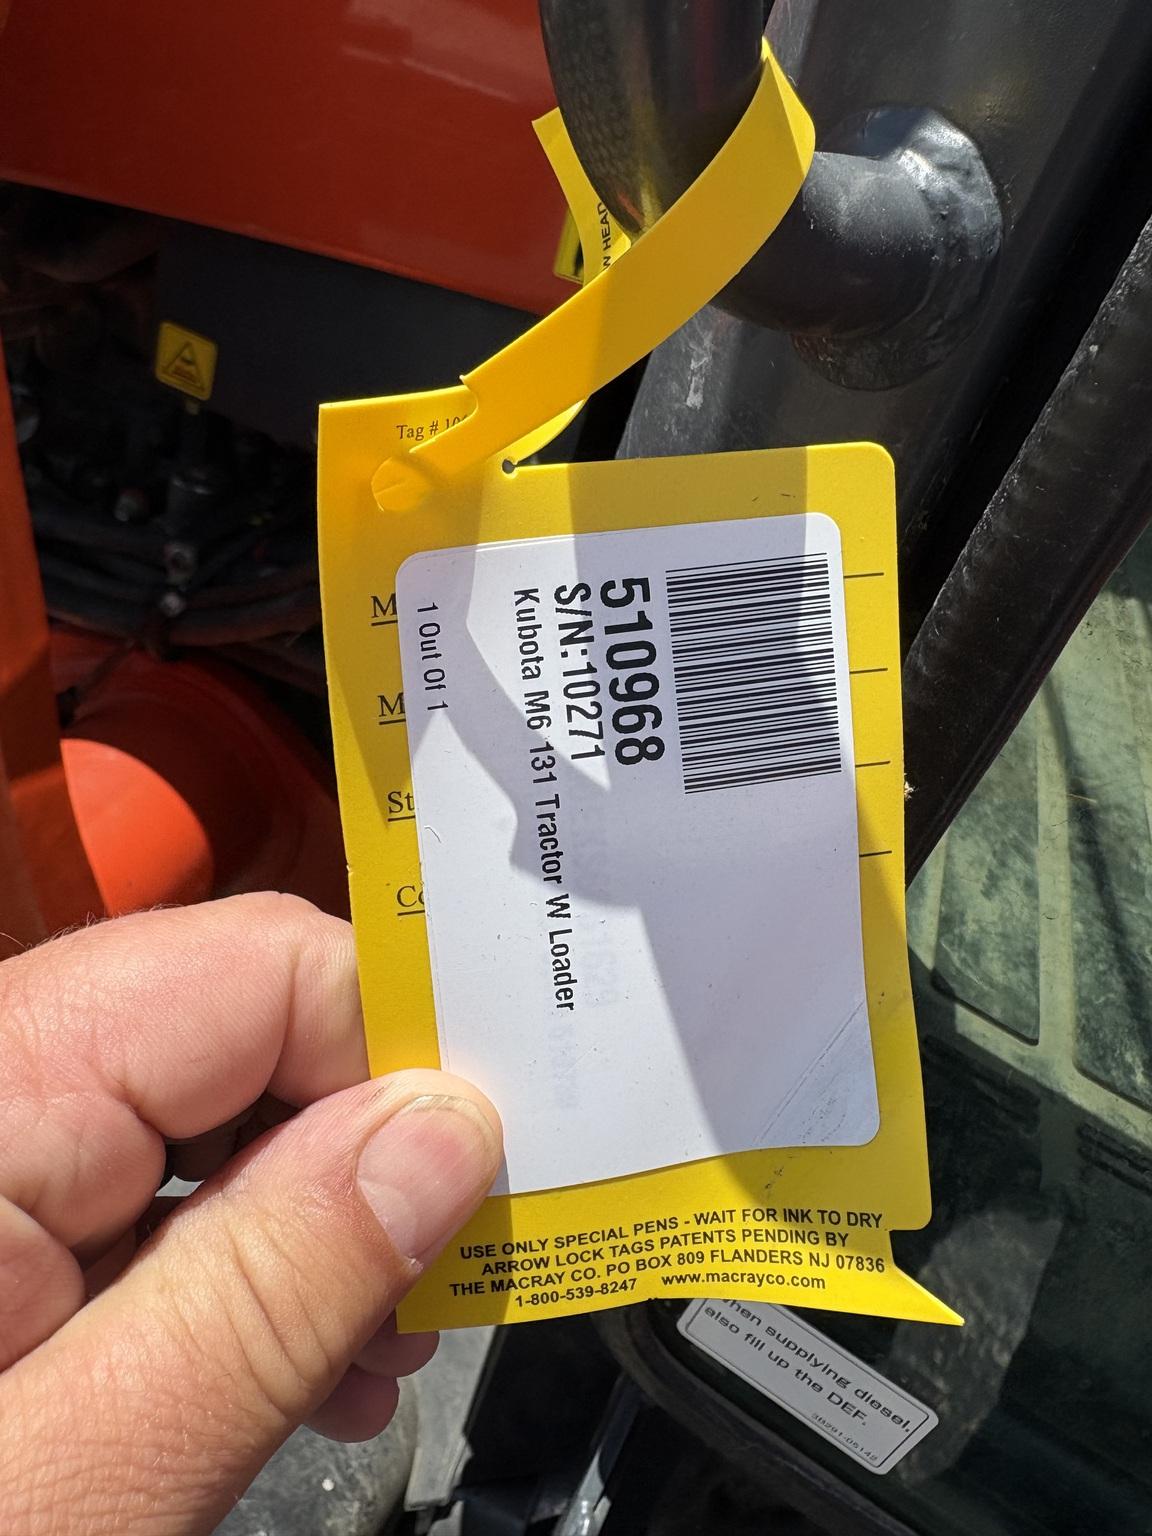 W HEAD
Tag #
510968
S/N:10271
Kubota M6 131 Tractor W Loader
1 Out Of 1
USE ONLY SPECIAL PENS - WAIT FOR INK TO DRY
ARROW LOCK TAGS PATENTS PENDING BY
THE MACRAY CO. PO BOX 809 FLANDERS NJ 07836
1-800-539-8247 www.macrayco.com
when supplying diesel,
also fill up the DEF.